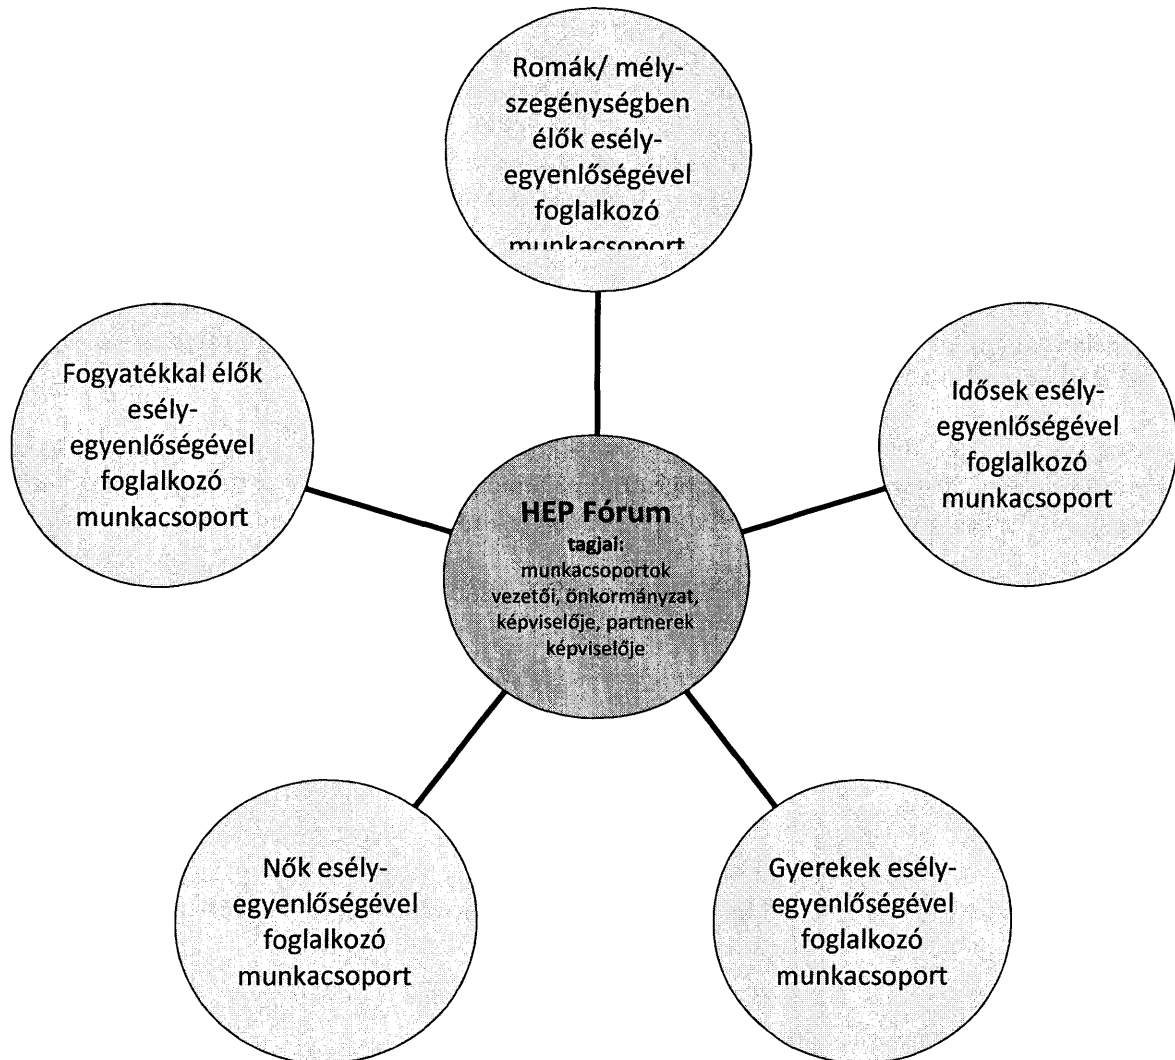 Romák/ mély-
szegénységben
élők esély-
egyenlőségével
foglalkozó
munkacsoport
Fogyatékkal élők
esély-
egyenlőségével
foglalkozó
munkacsoport
Idősek esély-
egyenlőségével
foglalkozó
munkacsoport
HEP Fórum
tagjai:
munkacsoportok
vezetői, önkormányzat,
képviselője, partnerek
képviselője
Nők esély-
egyenlőségével
foglalkozó
munkacsoport
Gyerekek esély-
egyenlőségével
foglalkozó
munkacsoport